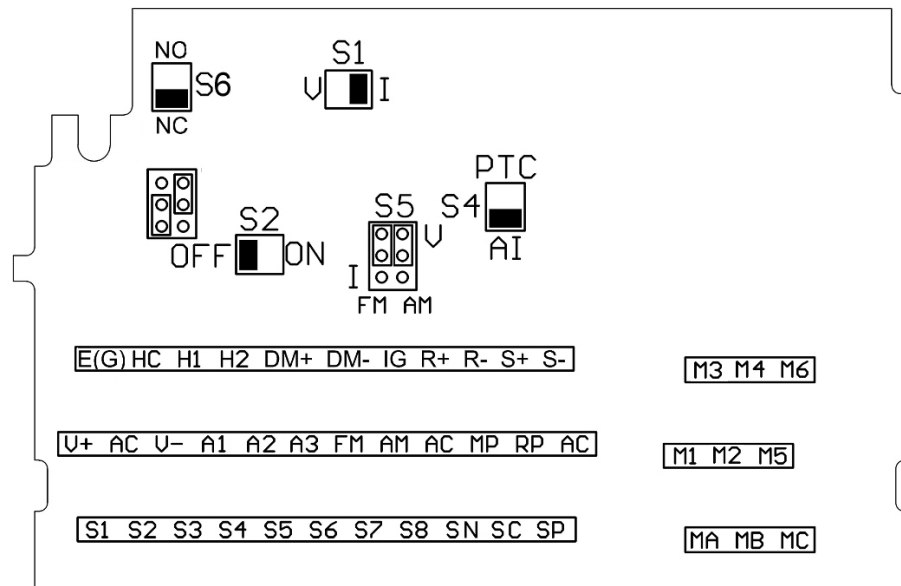 NO
S6
NC
S1
V I
PTC
S4
AI
S2
OFF ON
S5
V
I
FM AM
E(G) HC H1 H2 DM+ DM- IG R+ R- S+ S-
M3 M4 M6
V+ AC V- A1 A2 A3 FM AM AC MP RP AC
M1 M2 M5
S1 S2 S3 S4 S5 S6 S7 S8 SN SC SP
MA MB MC